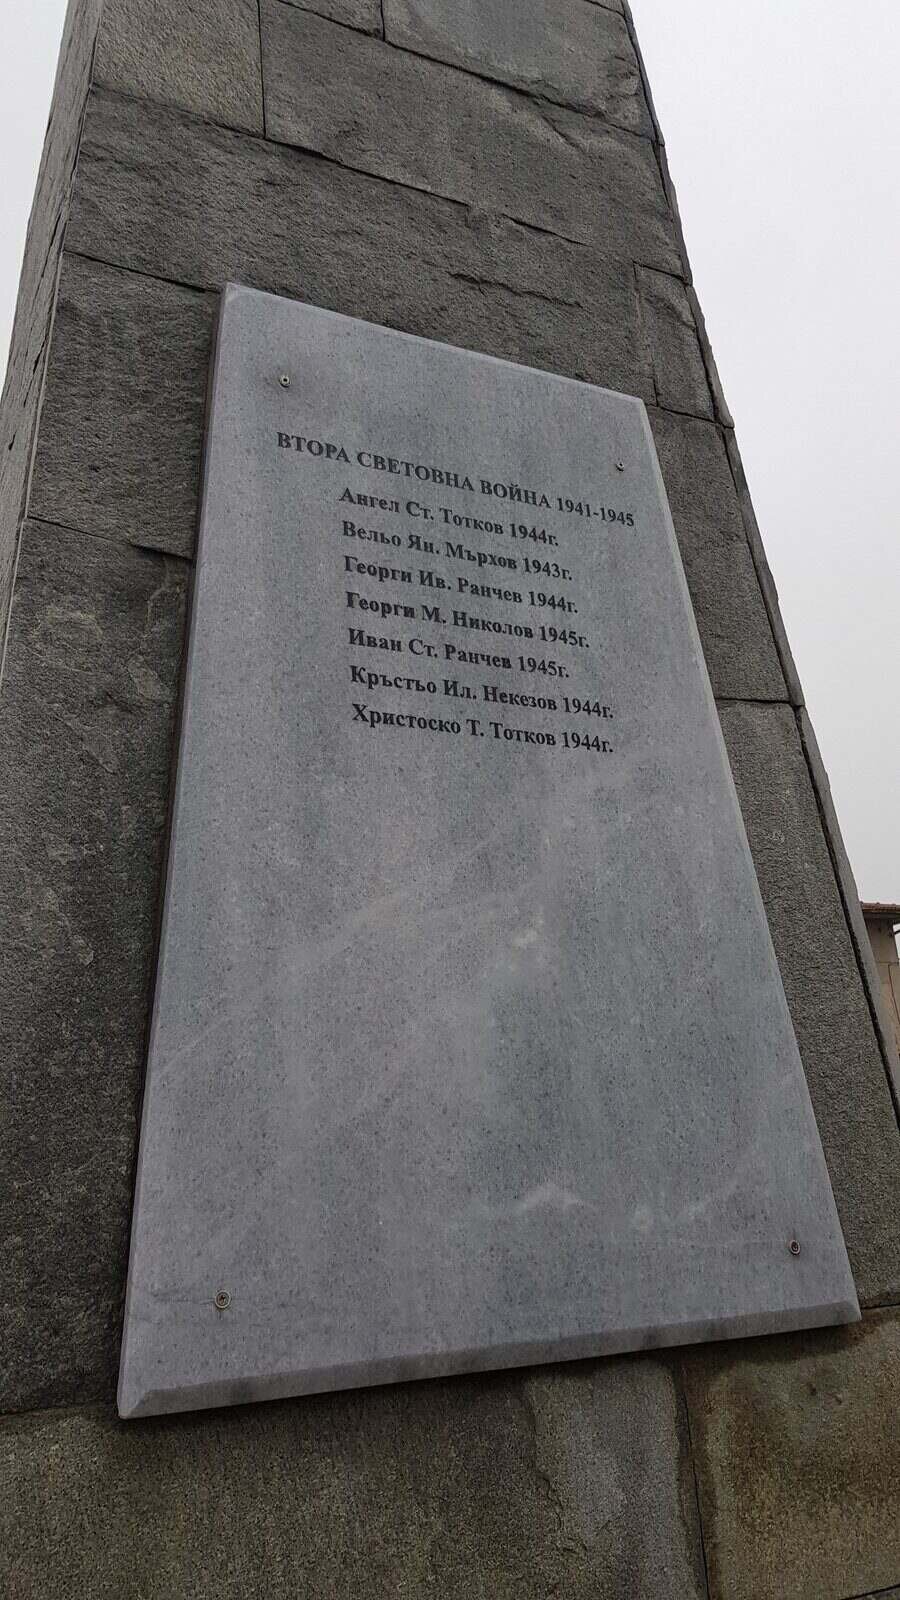 ВТОРА СВЕТОВНА ВОЙНА 1941-1945
Ангел Ст. Тотков 1944г.
Вельо Ян. Мърхов 1943г.
Георги Ив. Ранчев 1944г.
Георги М. Николов 1945г.
Иван Ст. Ранчев 1945г.
Кръстьо Ил. Некезов 1944г.
Христоско Т. Тотков 1944г.